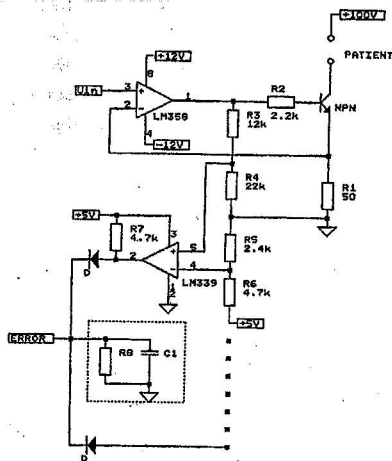 +100V
PATIENT
+12V
8
Uin
3
+
1
2
-
LM358
4
-12V
R2
2.2k
NPN
R3
12k
R4
22k
R1
50
+5V
R7
4.7k
3
2
+
5
-
4
LM339
R5
2.4k
R6
4.7k
+5V
D
ERROR
R8
C1
D